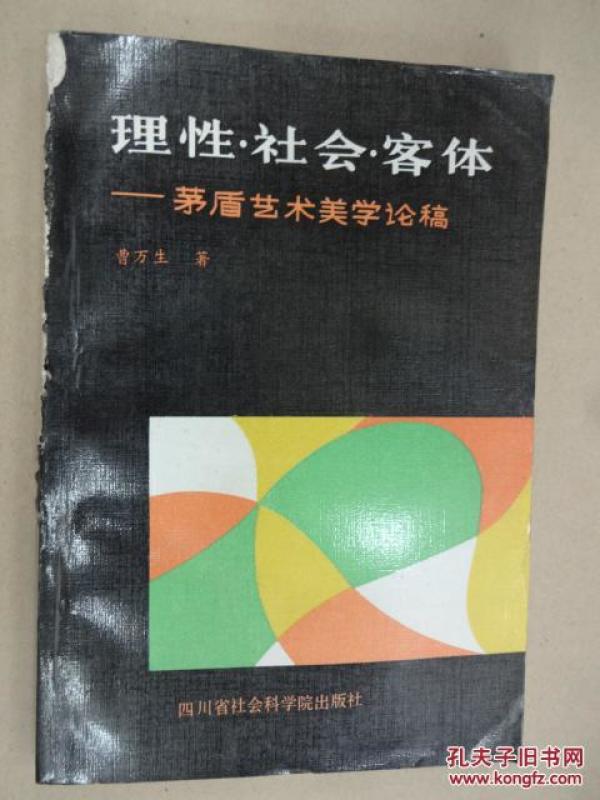 理性·社会·客体
——茅盾艺术美学论稿
曹万生 著
四川省社会科学院出版社
孔夫子旧书网
www.kongfz.com